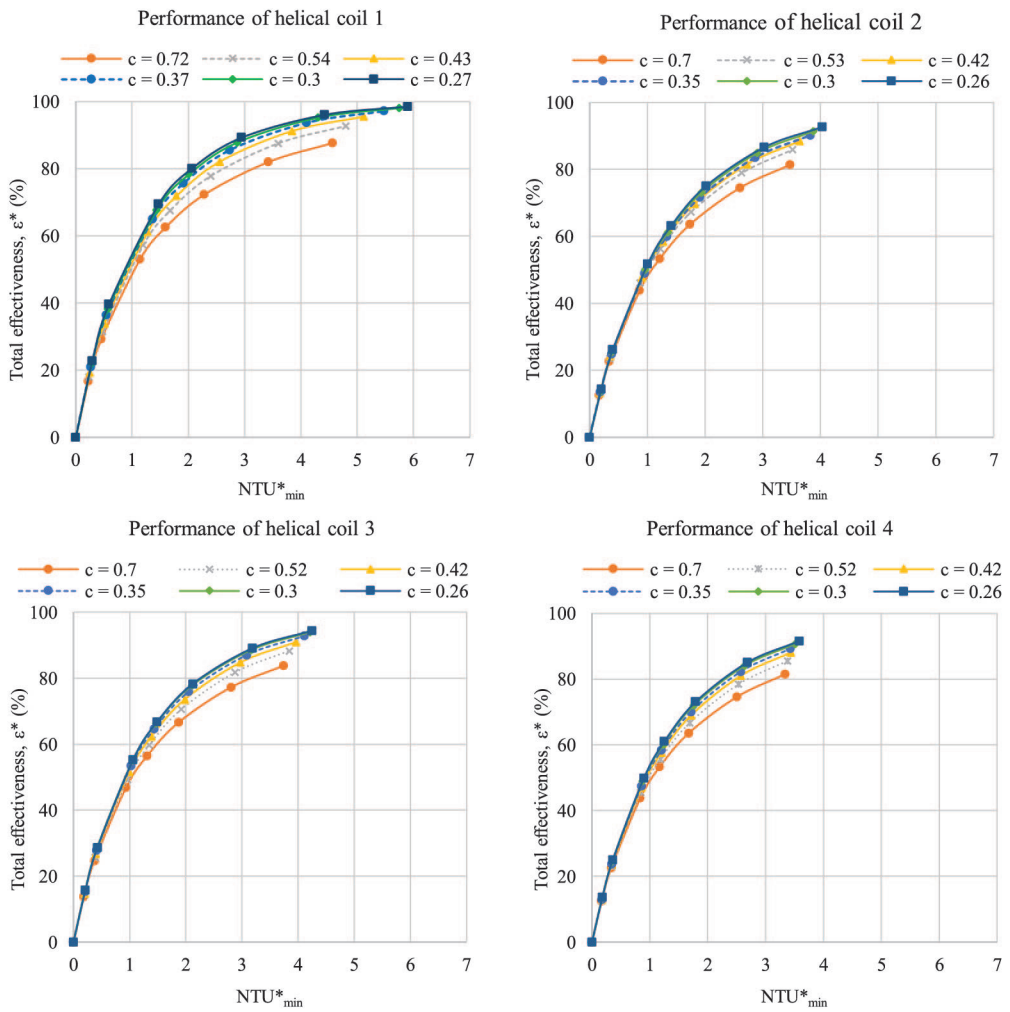 Performance of helical coil 1
c = 0.72 c = 0.54 c = 0.43
c = 0.37 c = 0.3 c = 0.27
Total effectiveness, ε* (%)
100
80
60
40
20
0
0 1 2 3 4 5 6 7
NTU*min
Performance of helical coil 2
c = 0.7 c = 0.53 c = 0.42
c = 0.35 c = 0.3 c = 0.26
Total effectiveness, ε* (%)
100
80
60
40
20
0
0 1 2 3 4 5 6 7
NTU*min
Performance of helical coil 3
c = 0.7 c = 0.52 c = 0.42
c = 0.35 c = 0.3 c = 0.26
Total effectiveness, ε* (%)
100
80
60
40
20
0
0 1 2 3 4 5 6 7
NTU*min
Performance of helical coil 4
c = 0.7 c = 0.52 c = 0.42
c = 0.35 c = 0.3 c = 0.26
Total effectiveness, ε* (%)
100
80
60
40
20
0
0 1 2 3 4 5 6 7
NTU*min